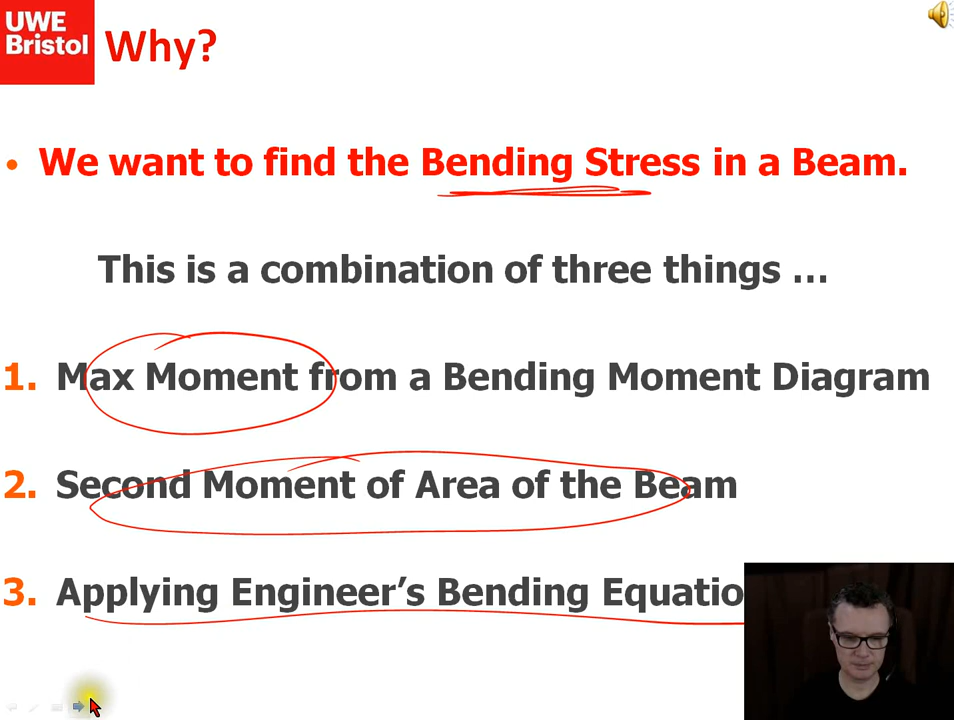 UWE
Bristol
Why?
• We want to find the Bending Stress in a Beam.
This is a combination of three things ...
1. Max Moment from a Bending Moment Diagram
2. Second Moment of Area of the Beam
3. Applying Engineer’s Bending Equatio